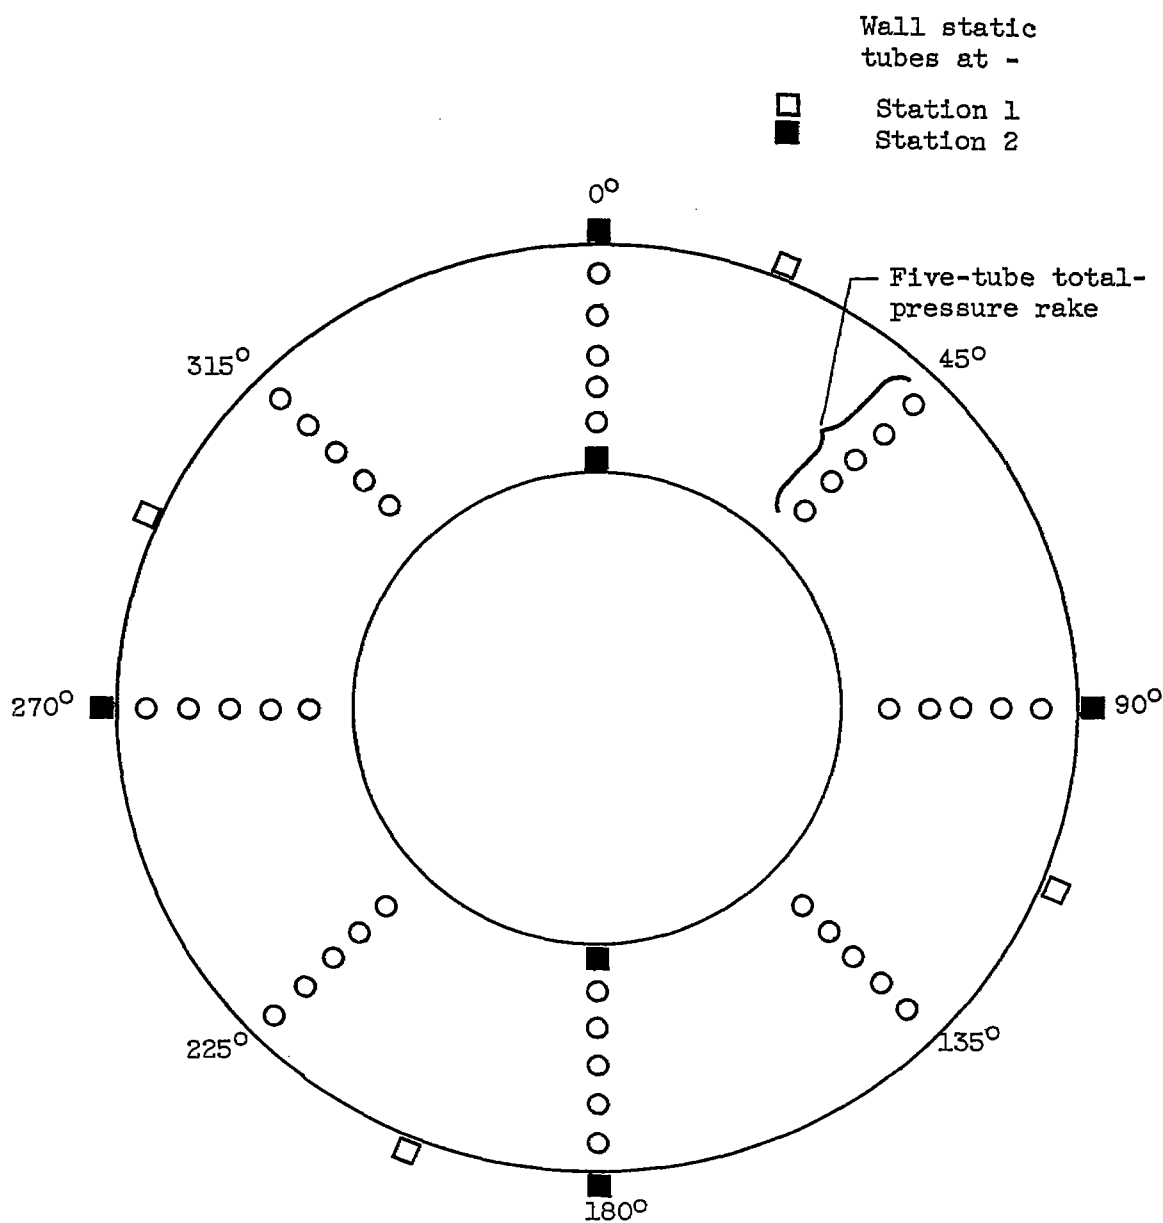 Wall static
tubes at -
Station 1
Station 2
0°
Five-tube total-
pressure rake
315°
45°
270°
90°
225°
135°
180°